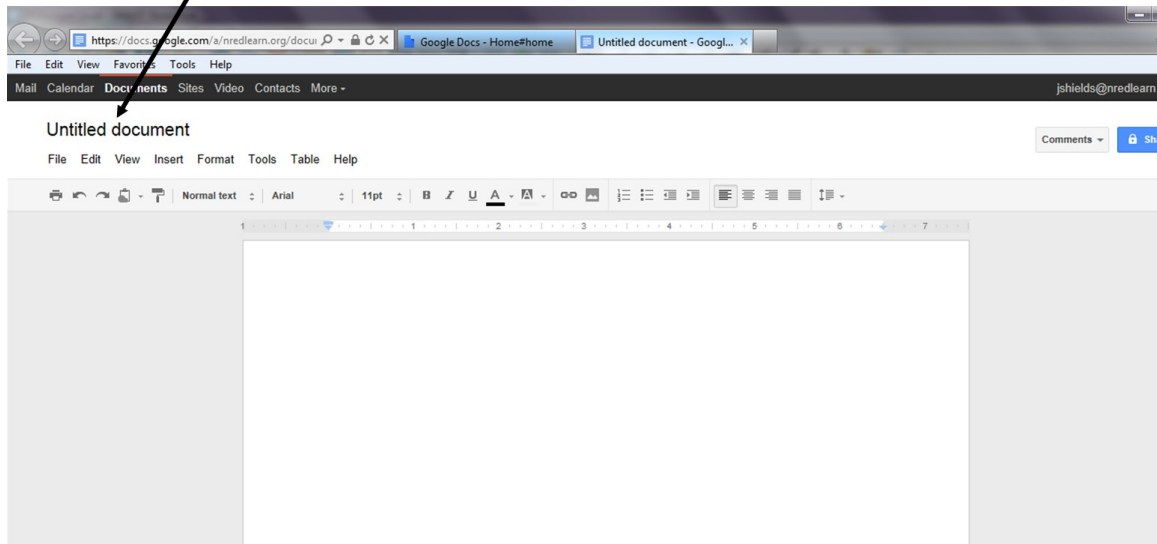 https://docs.google.com/a/nredlearn.org/docu Google Docs - Home#home Untitled document - Googl...
File Edit View Favorites Tools Help
Mail Calendar Documents Sites Video Contacts More jshields@nredlearn
Untitled document
Comments Sh
File Edit View Insert Format Tools Table Help
Normal text Arial 11pt B I U A A
1 1 2 3 4 5 6 7